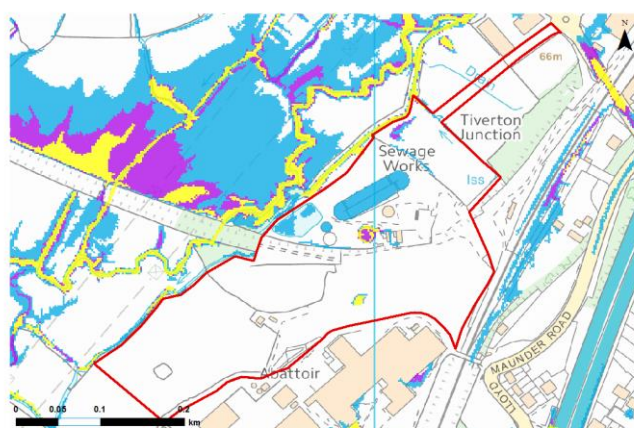 N
66m
Drain
Tiverton
Junction
Sewage
Works
Iss
MAUNDER ROAD
LLOYD
Abattoir
0 0.05 0.1 0.2
km